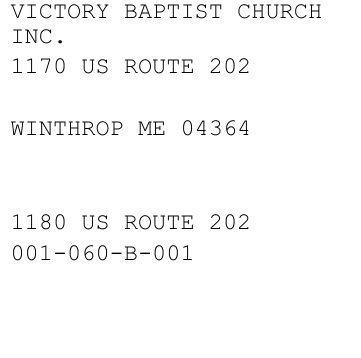 VICTORY BAPTIST CHURCH
INC.
1170 US ROUTE 202
WINTHROP ME 04364
1180 US ROUTE 202
001-060-B-001